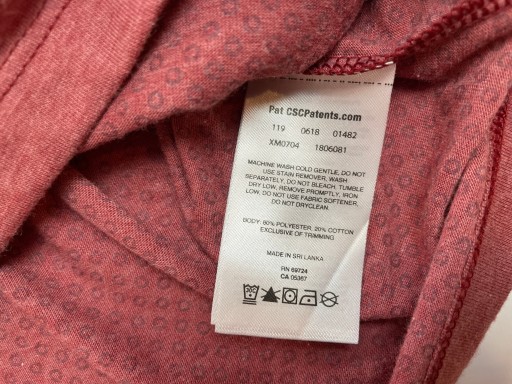 Pat CSCPatents.com
119 0618 01482
XM0704 1806081
MACHINE WASH COLD GENTLE, DO NOT
USE STAIN REMOVER, WASH
SEPARATELY, DO NOT BLEACH, TUMBLE
DRY LOW, REMOVE PROMPTLY, IRON
LOW, DO NOT USE FABRIC SOFTENER,
DO NOT DRYCLEAN.
BODY: 80% POLYESTER, 20% COTTON
EXCLUSIVE OF TRIMMING
MADE IN SRI LANKA
RN 69724
CA 05367